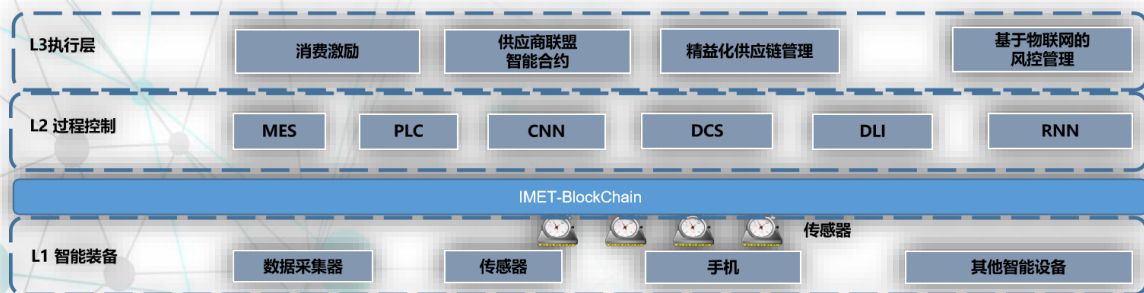 L3执行层
消费激励
供应商联盟
智能合约
精益化供应链管理
基于物联网的
风控管理
L2 过程控制
MES
PLC
CNN
DCS
DLI
RNN
IMET-BlockChain
传感器
L1 智能装备
数据采集器
传感器
手机
其他智能设备